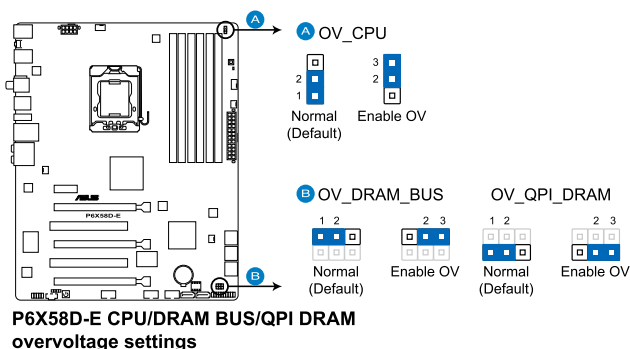 A
A OV_CPU
3
2
2
1
Normal
(Default)
Enable OV
ASUS
P6X58D-E
B
B OV_DRAM_BUS
OV_QPI_DRAM
1 2
2 3
1 2
2 3
Normal
(Default)
Enable OV
Normal
(Default)
Enable OV
P6X58D-E CPU/DRAM BUS/QPI DRAM
overvoltage settings